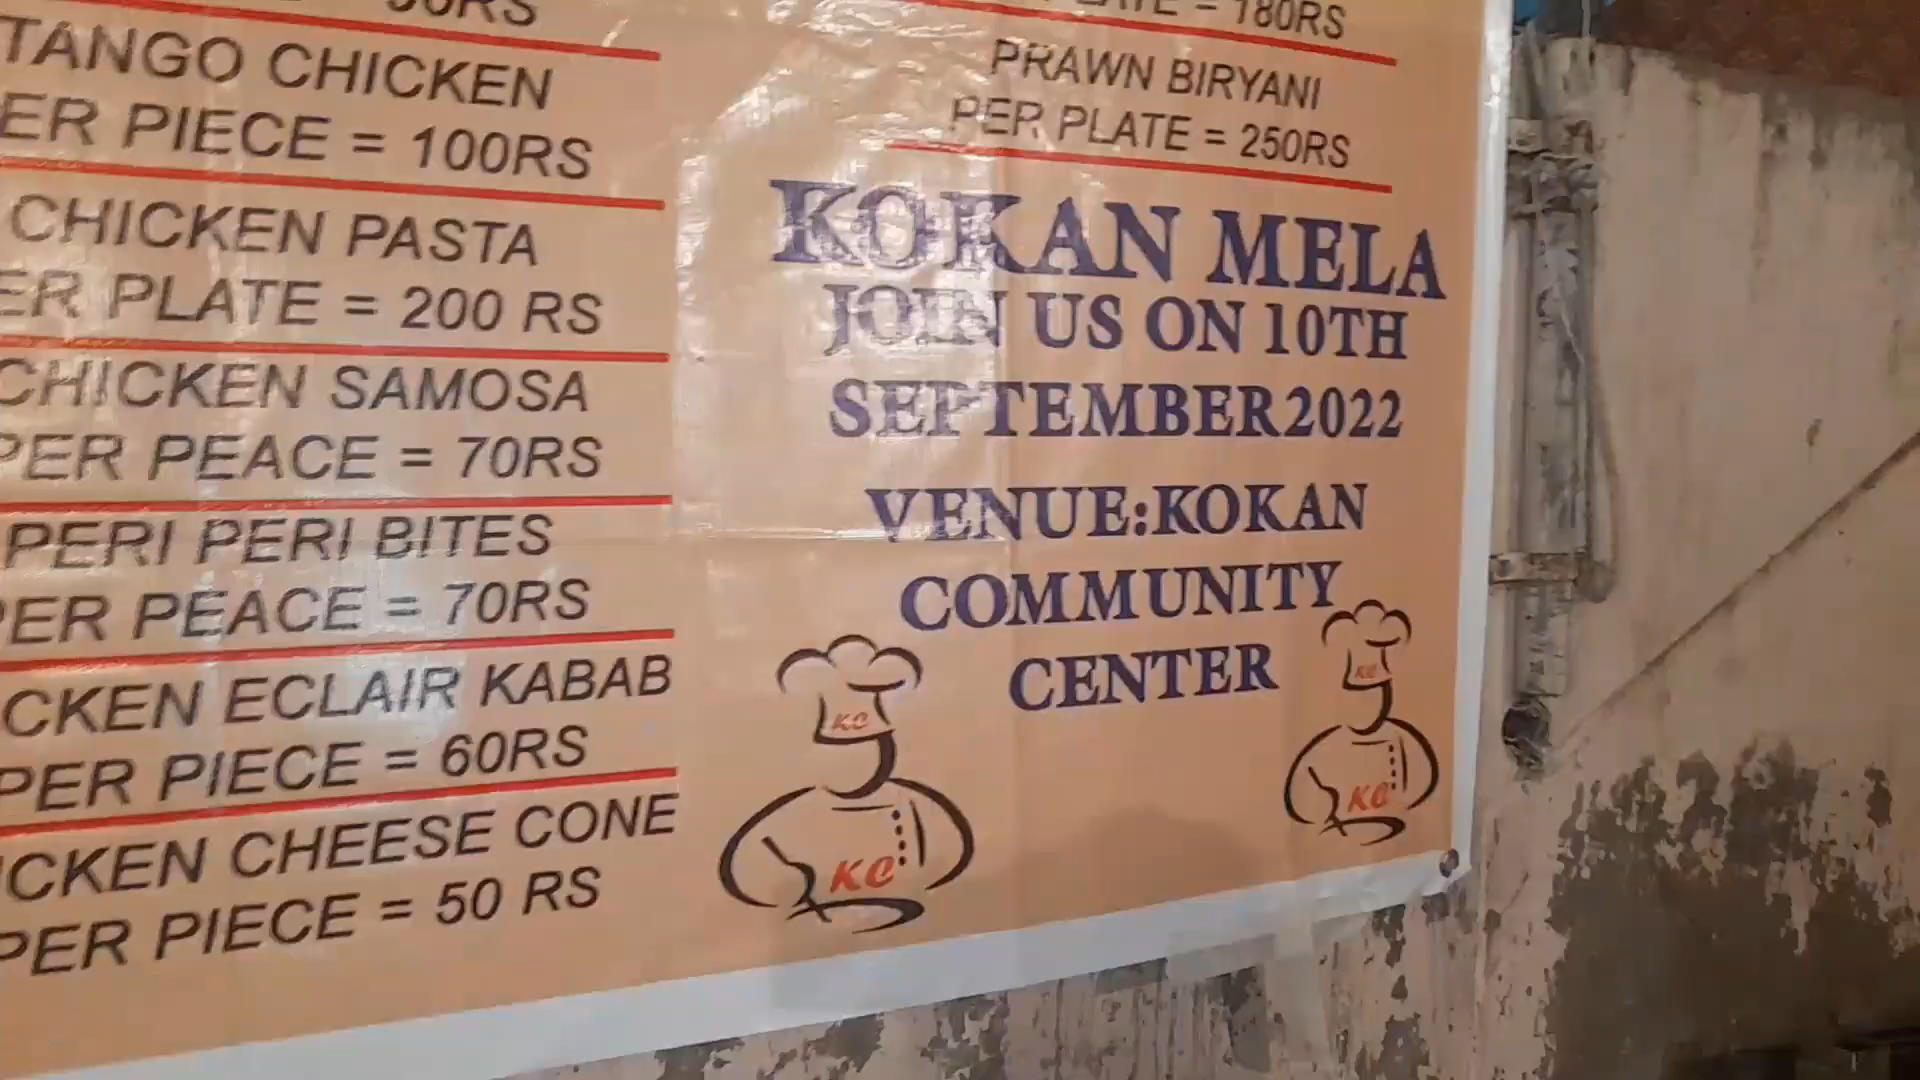 TANGO CHICKEN
ER PIECE = 100RS
CHICKEN PASTA
ER PLATE = 200 RS
CHICKEN SAMOSA
PER PEACE = 70RS
PERI PERI BITES
PER PEACE = 70RS
CKEN ECLAIR KABAB
PER PIECE = 60RS
ICKEN CHEESE CONE
PER PIECE = 50 RS
= 180RS
PRAWN BIRYANI
PER PLATE = 250RS
KOKAN MELA
JOIN US ON 10TH
SEPTEMBER2022
VENUE:KOKAN
COMMUNITY
CENTER
KC
KC
KC
KC